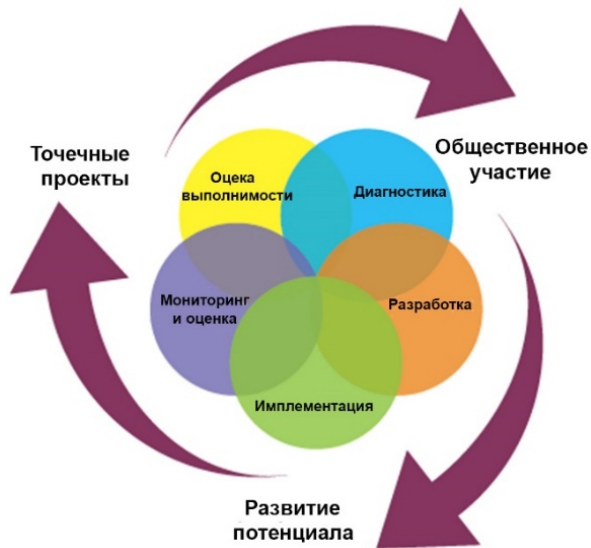 Точечные
проекты
Общественное
участие
Оцека
выполнимости
Диагностика
Мониторинг
и оценка
Разработка
Имплементация
Развитие
потенциала